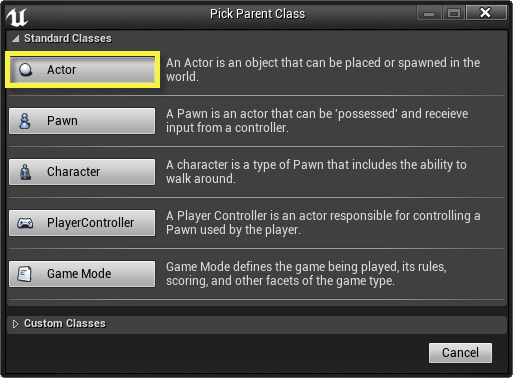 Pick Parent Class
Standard Classes
Actor
An Actor is an object that can be placed or spawned in the
world.
Pawn
A Pawn is an actor that can be 'possessed' and receieve
input from a controller.
Character
A character is a type of Pawn that includes the ability to
walk around.
PlayerController
A Player Controller is an actor responsible for controlling a
Pawn used by the player.
Game Mode
Game Mode defines the game being played, its rules,
scoring, and other facets of the game type.
Custom Classes
Cancel